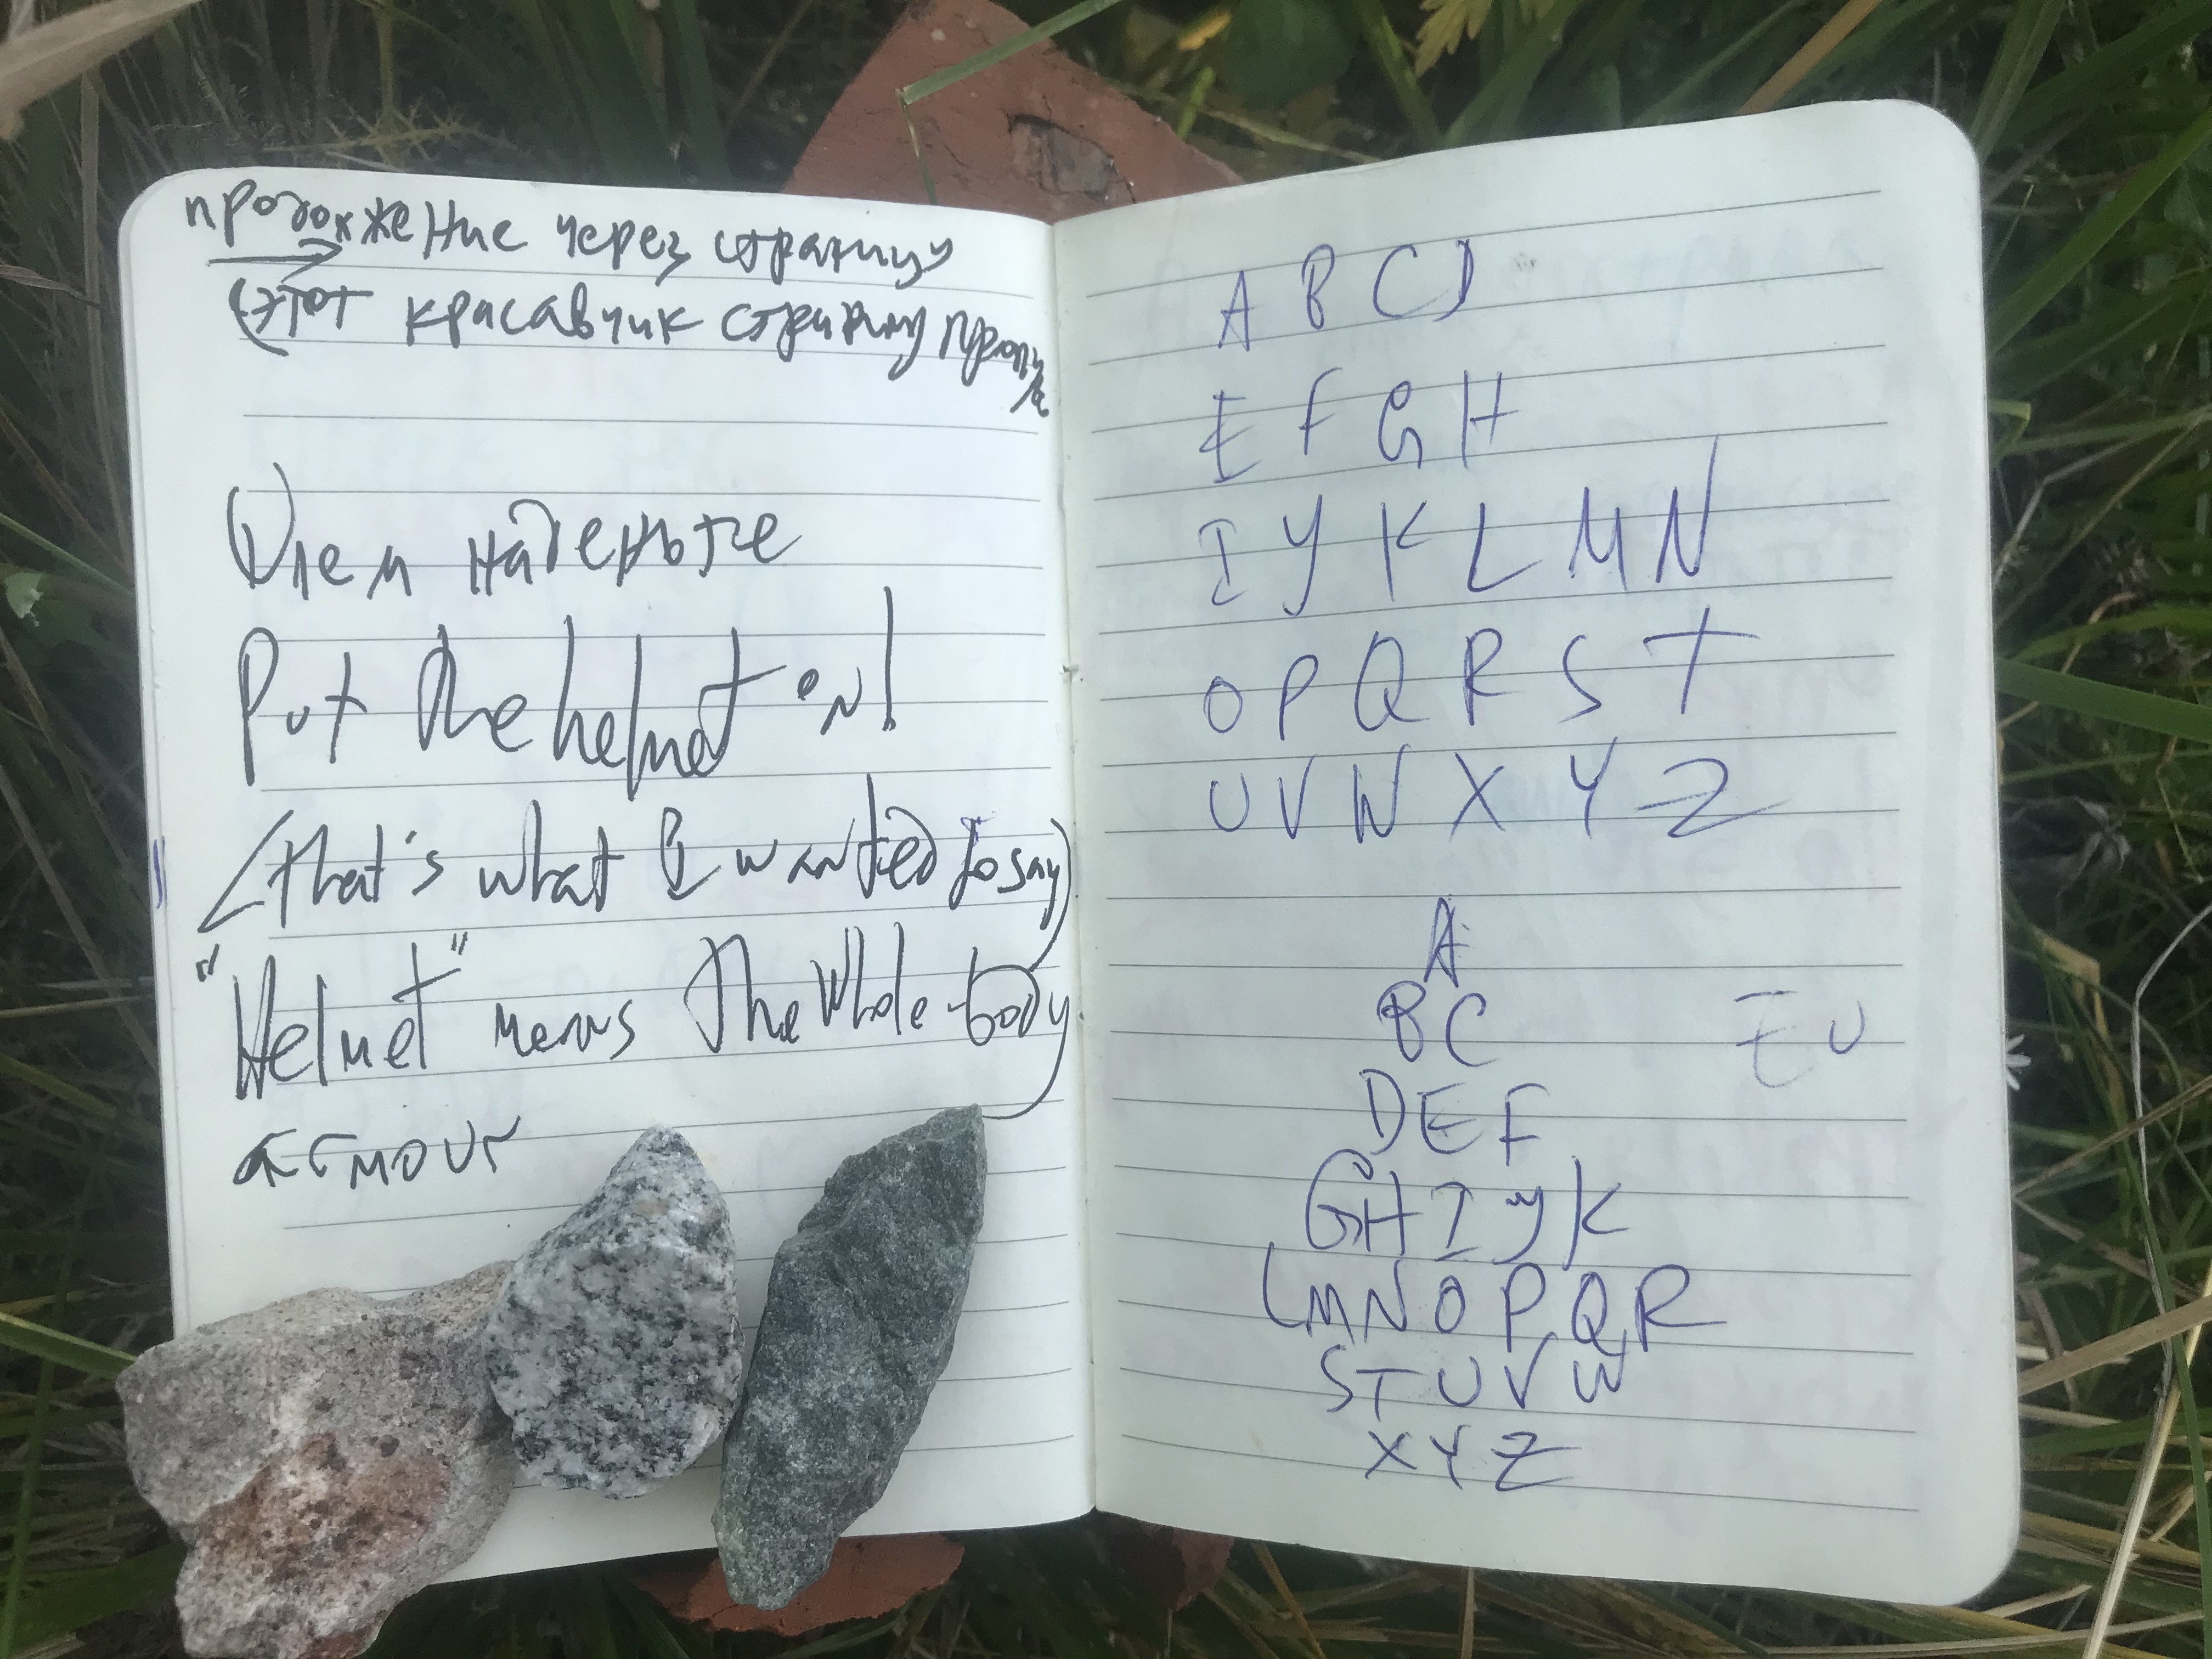 продолжение через страницу
(этот красавчик страницу пропу
Шлем наденьте
Put the helmet on!
(that's what I wanted to say)
"Helmet" means the whole-body
armour
A B C D
E F G H
I Y K L M N
O P Q R S T
U V W X Y Z
A
B C
E U
D E F
G H I Y K
L M N O P Q R
S T U V W
X Y Z